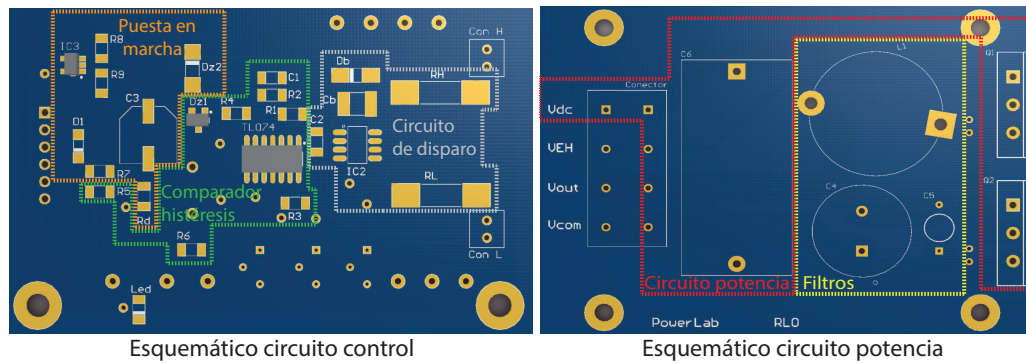 Puesta en
marcha
IC3
R8
R9
Dz2
C3
D1
Dz1
R4
C1
R2
R1
TL074
C2
Db
Cb
RH
Con H
Circuito
de disparo
IC2
RL
R7
R5
Rd
Comparador
histéresis
R3
R6
Con L
Led
Esquemático circuito control
C6
Conector
Vdc
VEH
Vout
Vcom
L1
Q1
C4
C5
Q2
Circuito potencia
Filtros
PowerLab RLO
Esquemático circuito potencia